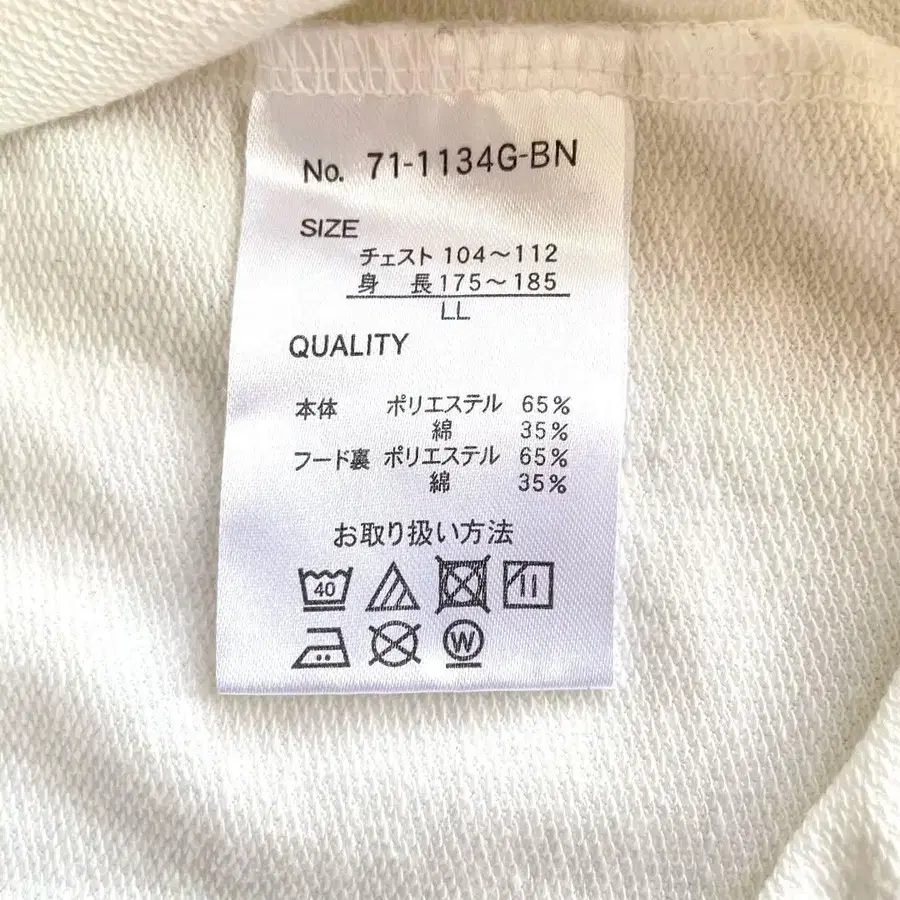 No. 71-1134G-BN
SIZE
チェスト 104～112
身 長 175～185
LL
QUALITY
本体 ポリエステル 65%
綿 35%
フード裏 ポリエステル 65%
綿 35%
お取り扱い方法
40
W